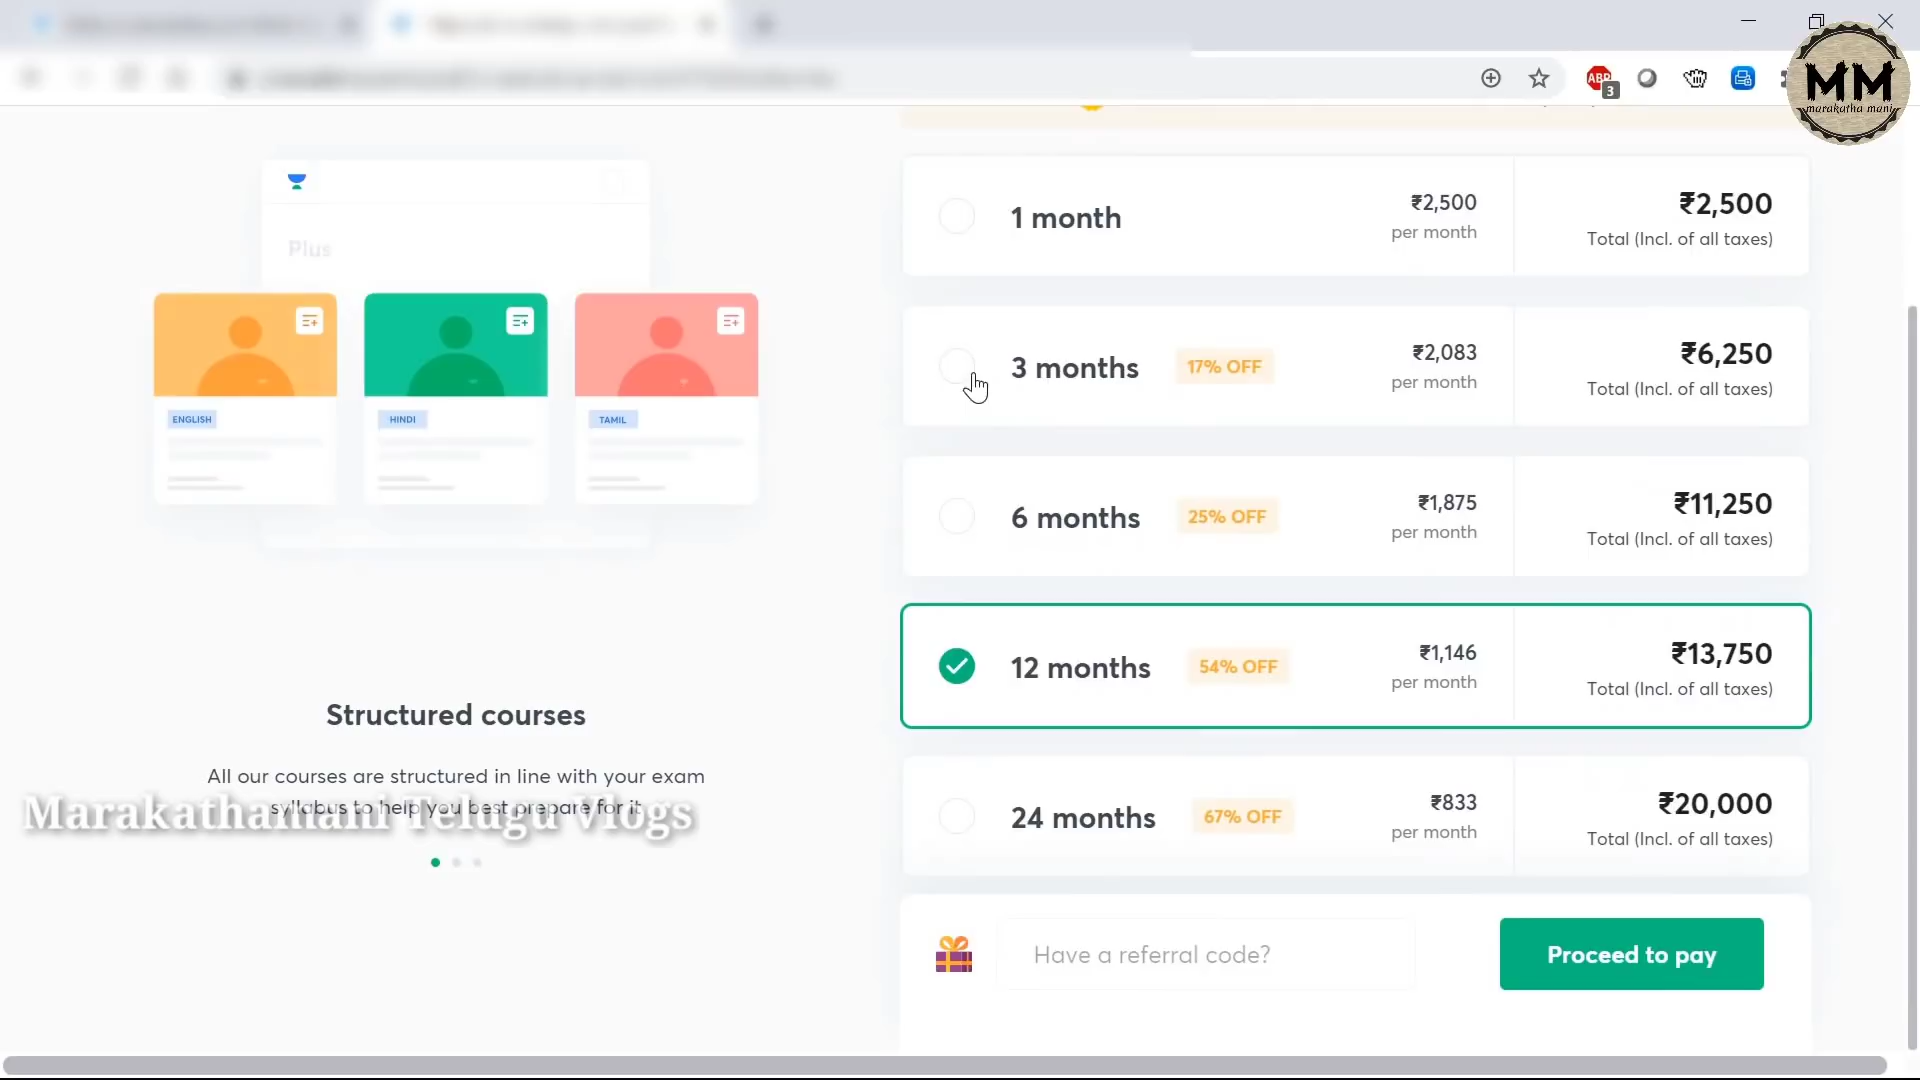 ABP
3
MM
marakatha mani
Plus
ENGLISH
HINDI
TAMIL
Structured courses
All our courses are structured in line with your exam
syllabus to help you best prepare for it
Marakathamani Telugu Vlogs
1 month
₹2,500
per month
₹2,500
Total (Incl. of all taxes)
3 months
17% OFF
₹2,083
per month
₹6,250
Total (Incl. of all taxes)
6 months
25% OFF
₹1,875
per month
₹11,250
Total (Incl. of all taxes)
12 months
54% OFF
₹1,146
per month
₹13,750
Total (Incl. of all taxes)
24 months
67% OFF
₹833
per month
₹20,000
Total (Incl. of all taxes)
Have a referral code?
Proceed to pay